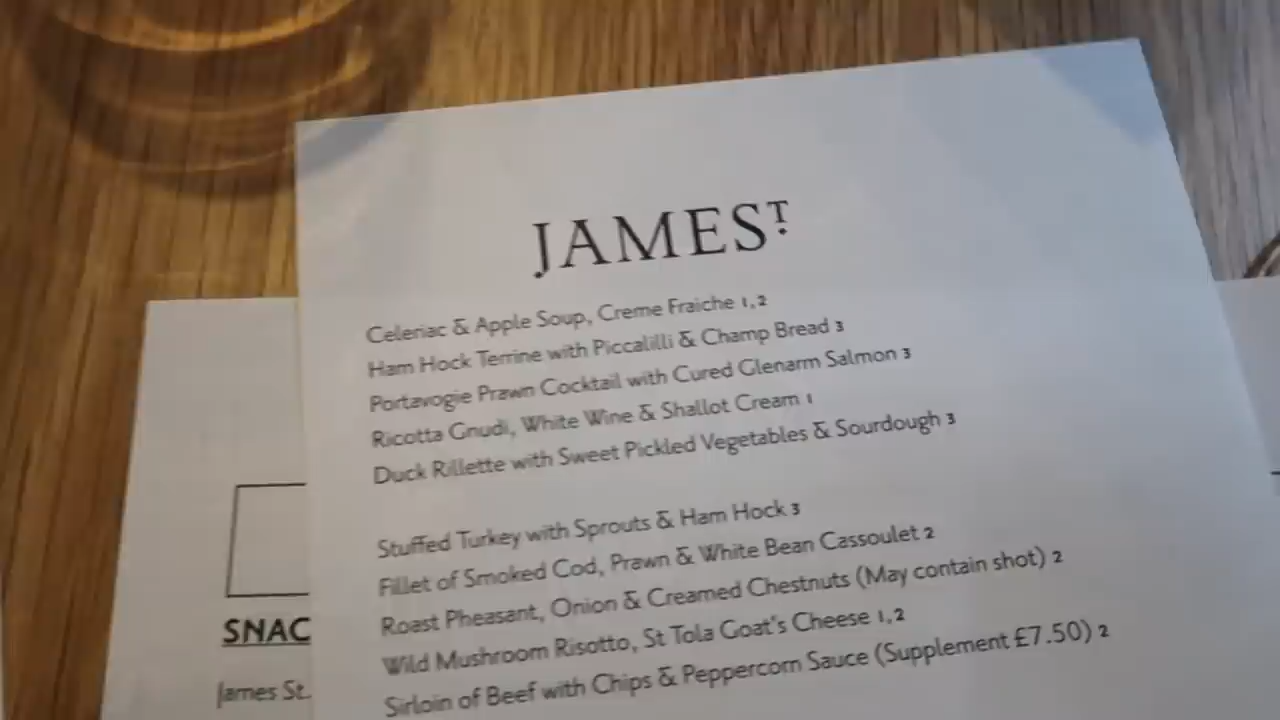 JAMEST
Celeriac & Apple Soup, Creme Fraiche 1,2
Ham Hock Terrine with Piccalilli & Champ Bread 3
Portavogie Prawn Cocktail with Cured Glenarm Salmon 3
Ricotta Gnudi, White Wine & Shallot Cream 1
Duck Rillette with Sweet Pickled Vegetables & Sourdough 3
Stuffed Turkey with Sprouts & Ham Hock 3
Fillet of Smoked Cod, Prawn & White Bean Cassoulet 2
Roast Pheasant, Onion & Creamed Chestnuts (May contain shot) 2
Wild Mushroom Risotto, St Tola Goat's Cheese 1,2
Sirloin of Beef with Chips & Peppercorn Sauce (Supplement £7.50) 2
SNAC
James St.